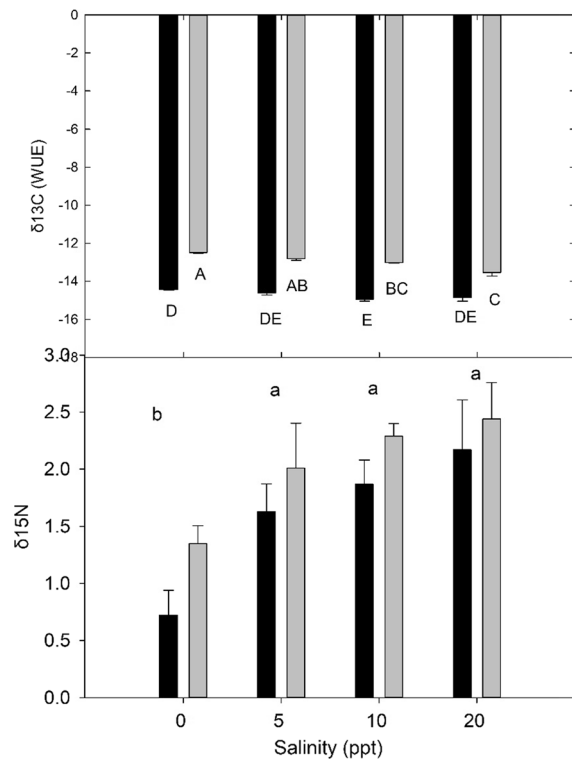 0
-2
-4
-6
-8
-10
-12
-14
-16
-18
δ13C (WUE)
D
A
DE
AB
E
BC
DE
C
3.0
2.5
2.0
1.5
1.0
0.5
0.0
δ15N
b
a
a
a
0
5
10
20
Salinity (ppt)